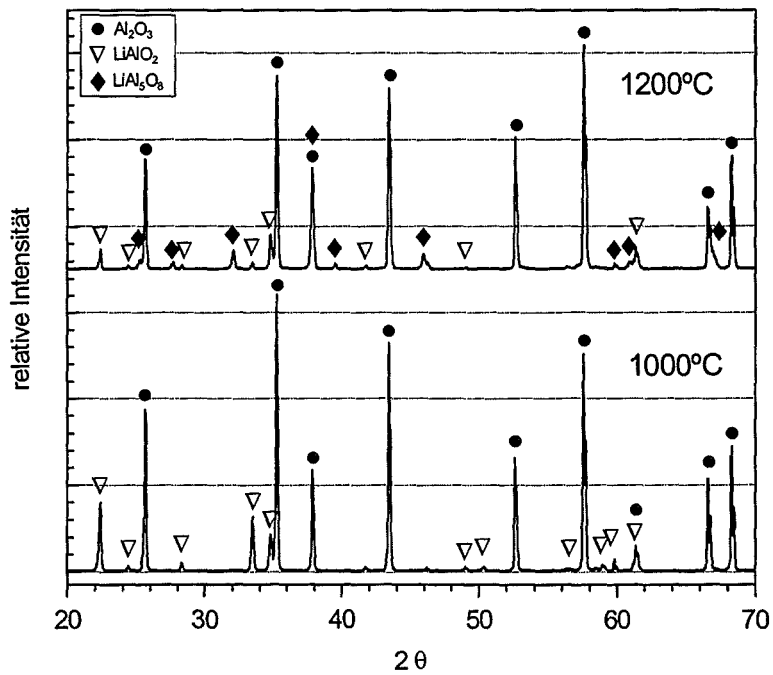 Al₂O₃
LiAlO₂
LiAl₅O₈
1200ºC
relative Intensität
1000ºC
20 30 40 50 60 70
2 θ